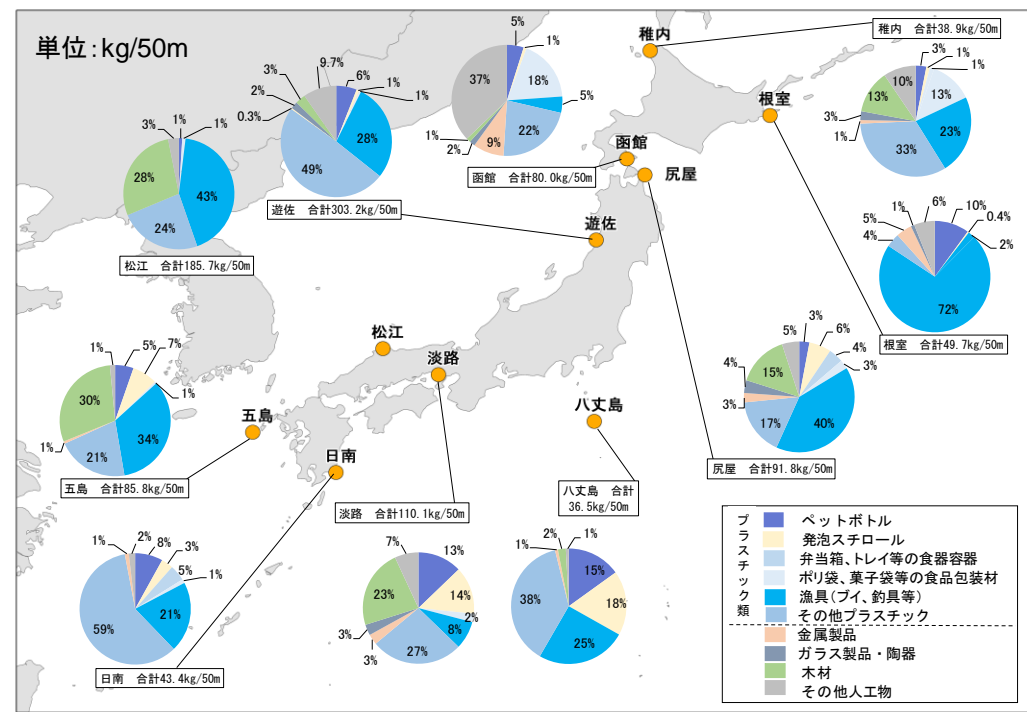 単位:kg/50m
稚内
稚内　合計38.9kg/50m
3%
1%
1%
13%
23%
33%
1%
3%
13%
10%
根室
函館
尻屋
5%
1%
18%
5%
22%
9%
2%
1%
37%
函館　合計80.0kg/50m
9.7%
6%
1%
1%
28%
49%
0.3%
2%
3%
遊佐　合計303.2kg/50m
遊佐
1%
1%
43%
24%
28%
3%
松江　合計185.7kg/50m
6%
10%
0.4%
2%
72%
4%
5%
1%
根室　合計49.7kg/50m
松江
淡路
八丈島
五島
日南
5%
3%
6%
4%
3%
40%
17%
3%
4%
15%
尻屋　合計91.8kg/50m
1%
5%
7%
1%
34%
21%
1%
30%
五島　合計85.8kg/50m
淡路　合計110.1kg/50m
八丈島　合計
36.5kg/50m
1%
2%
8%
3%
5%
1%
21%
59%
日南　合計43.4kg/50m
7%
13%
14%
2%
8%
27%
3%
3%
23%
1%
2%
1%
15%
18%
25%
38%
プラスチック類
ペットボトル
発泡スチロール
弁当箱、トレイ等の食器容器
ポリ袋、菓子袋等の食品包装材
漁具(ブイ、釣具等)
その他プラスチック
金属製品
ガラス製品・陶器
木材
その他人工物